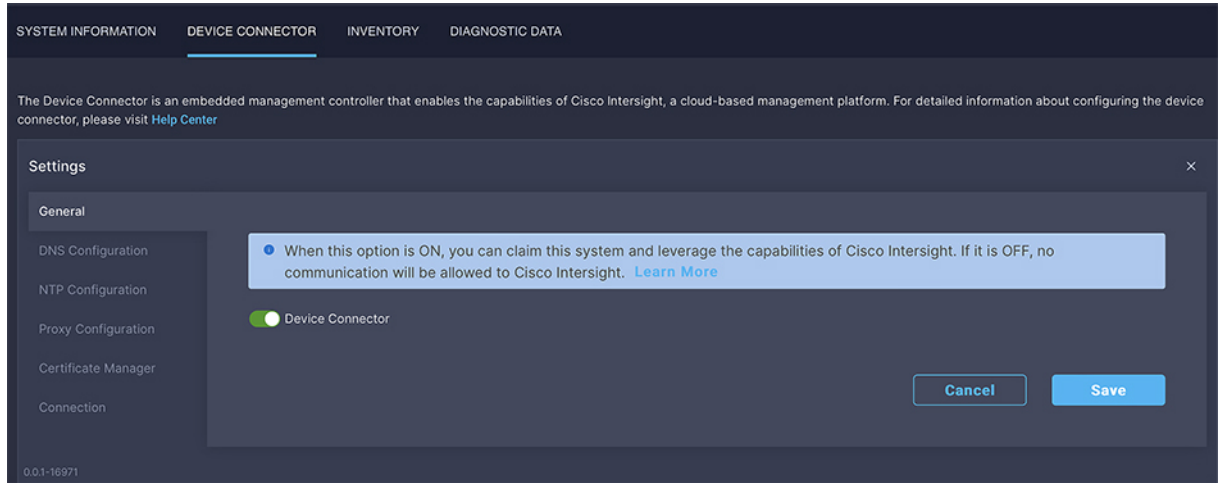 SYSTEM INFORMATION DEVICE CONNECTOR INVENTORY DIAGNOSTIC DATA
The Device Connector is an embedded management controller that enables the capabilities of Cisco Intersight, a cloud-based management platform. For detailed information about configuring the device
connector, please visit Help Center
Settings
General
DNS Configuration
NTP Configuration
Proxy Configuration
Certificate Manager
Connection
When this option is ON, you can claim this system and leverage the capabilities of Cisco Intersight. If it is OFF, no
communication will be allowed to Cisco Intersight. Learn More
Device Connector
Cancel Save
0.0.1-16971